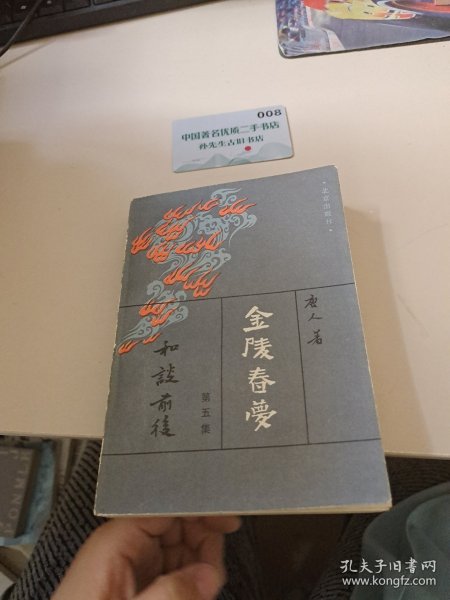 008
中国著名优质二手书店
孙先生古旧书店
·北京出版社·
唐人著
金陵春夢
第五集
和談前後
孔夫子旧书网
www.kongfz.com